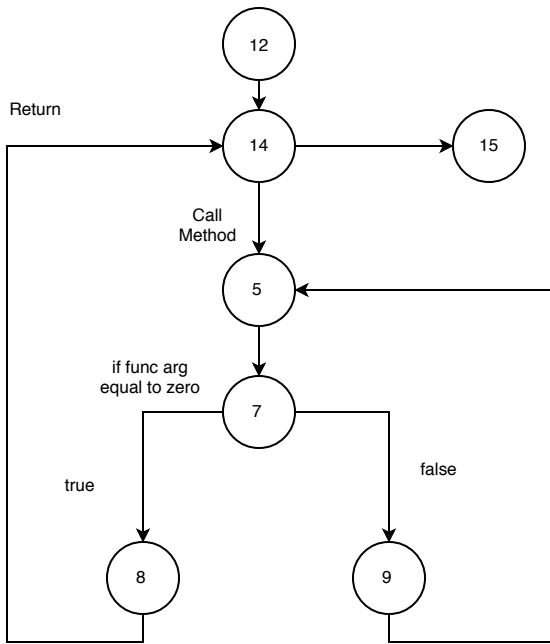 12
Return
14
15
Call
Method
5
if func arg
equal to zero
7
true
false
8
9